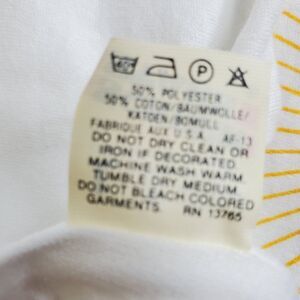 P
50% POLYESTER
50% COTTON/BAUMWOLLE/
KATOEN/BOMULL
FABRIQUE AUX U.S.A. AF-13
DO NOT DRY CLEAN OR
IRON IF DECORATED
MACHINE WASH WARM
TUMBLE DRY MEDIUM
DO NOT BLEACH COLORED
GARMENTS. RN 13765